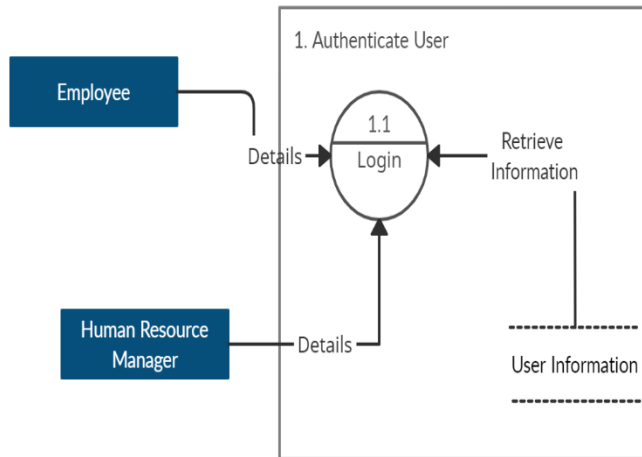 1. Authenticate User
Employee
1.1
Login
Details
Retrieve
Information
Human Resource
Manager
Details
User Information